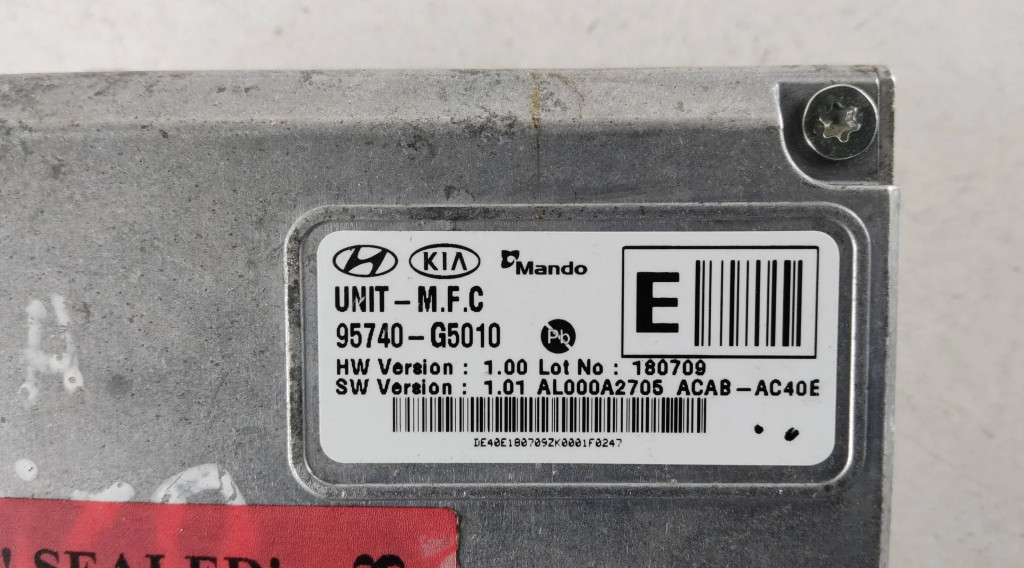 KIA Mando
UNIT - M.F.C
95740 - G5010 Pb
E
HW Version : 1.00 Lot No : 180709
SW Version : 1.01 AL000A2705 ACAB - AC40E
DE40E180709ZK0001F0247
! SEALED!